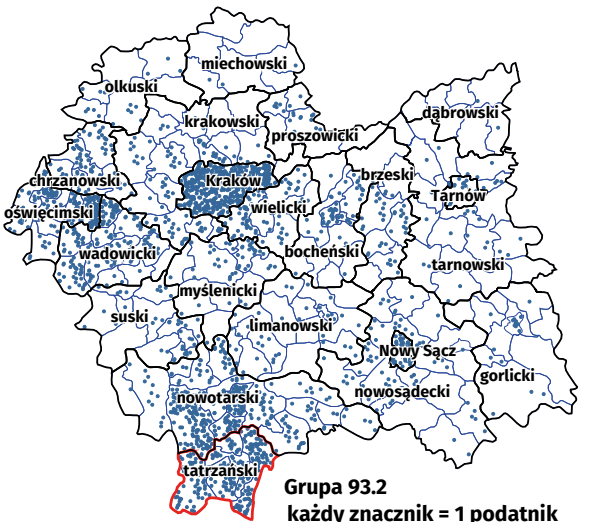 miechowski
olkuski
dąbrowski
krakowski
proszowicki
chrzanowski
Kraków
brzeski
Tarnów
oświęcimski
wielicki
wadowicki
bocheński
tarnowski
myślenicki
suski
limanowski
Nowy Sącz
gorlicki
nowotarski
nowosądecki
tatrzański
Grupa 93.2
każdy znacznik = 1 podatnik